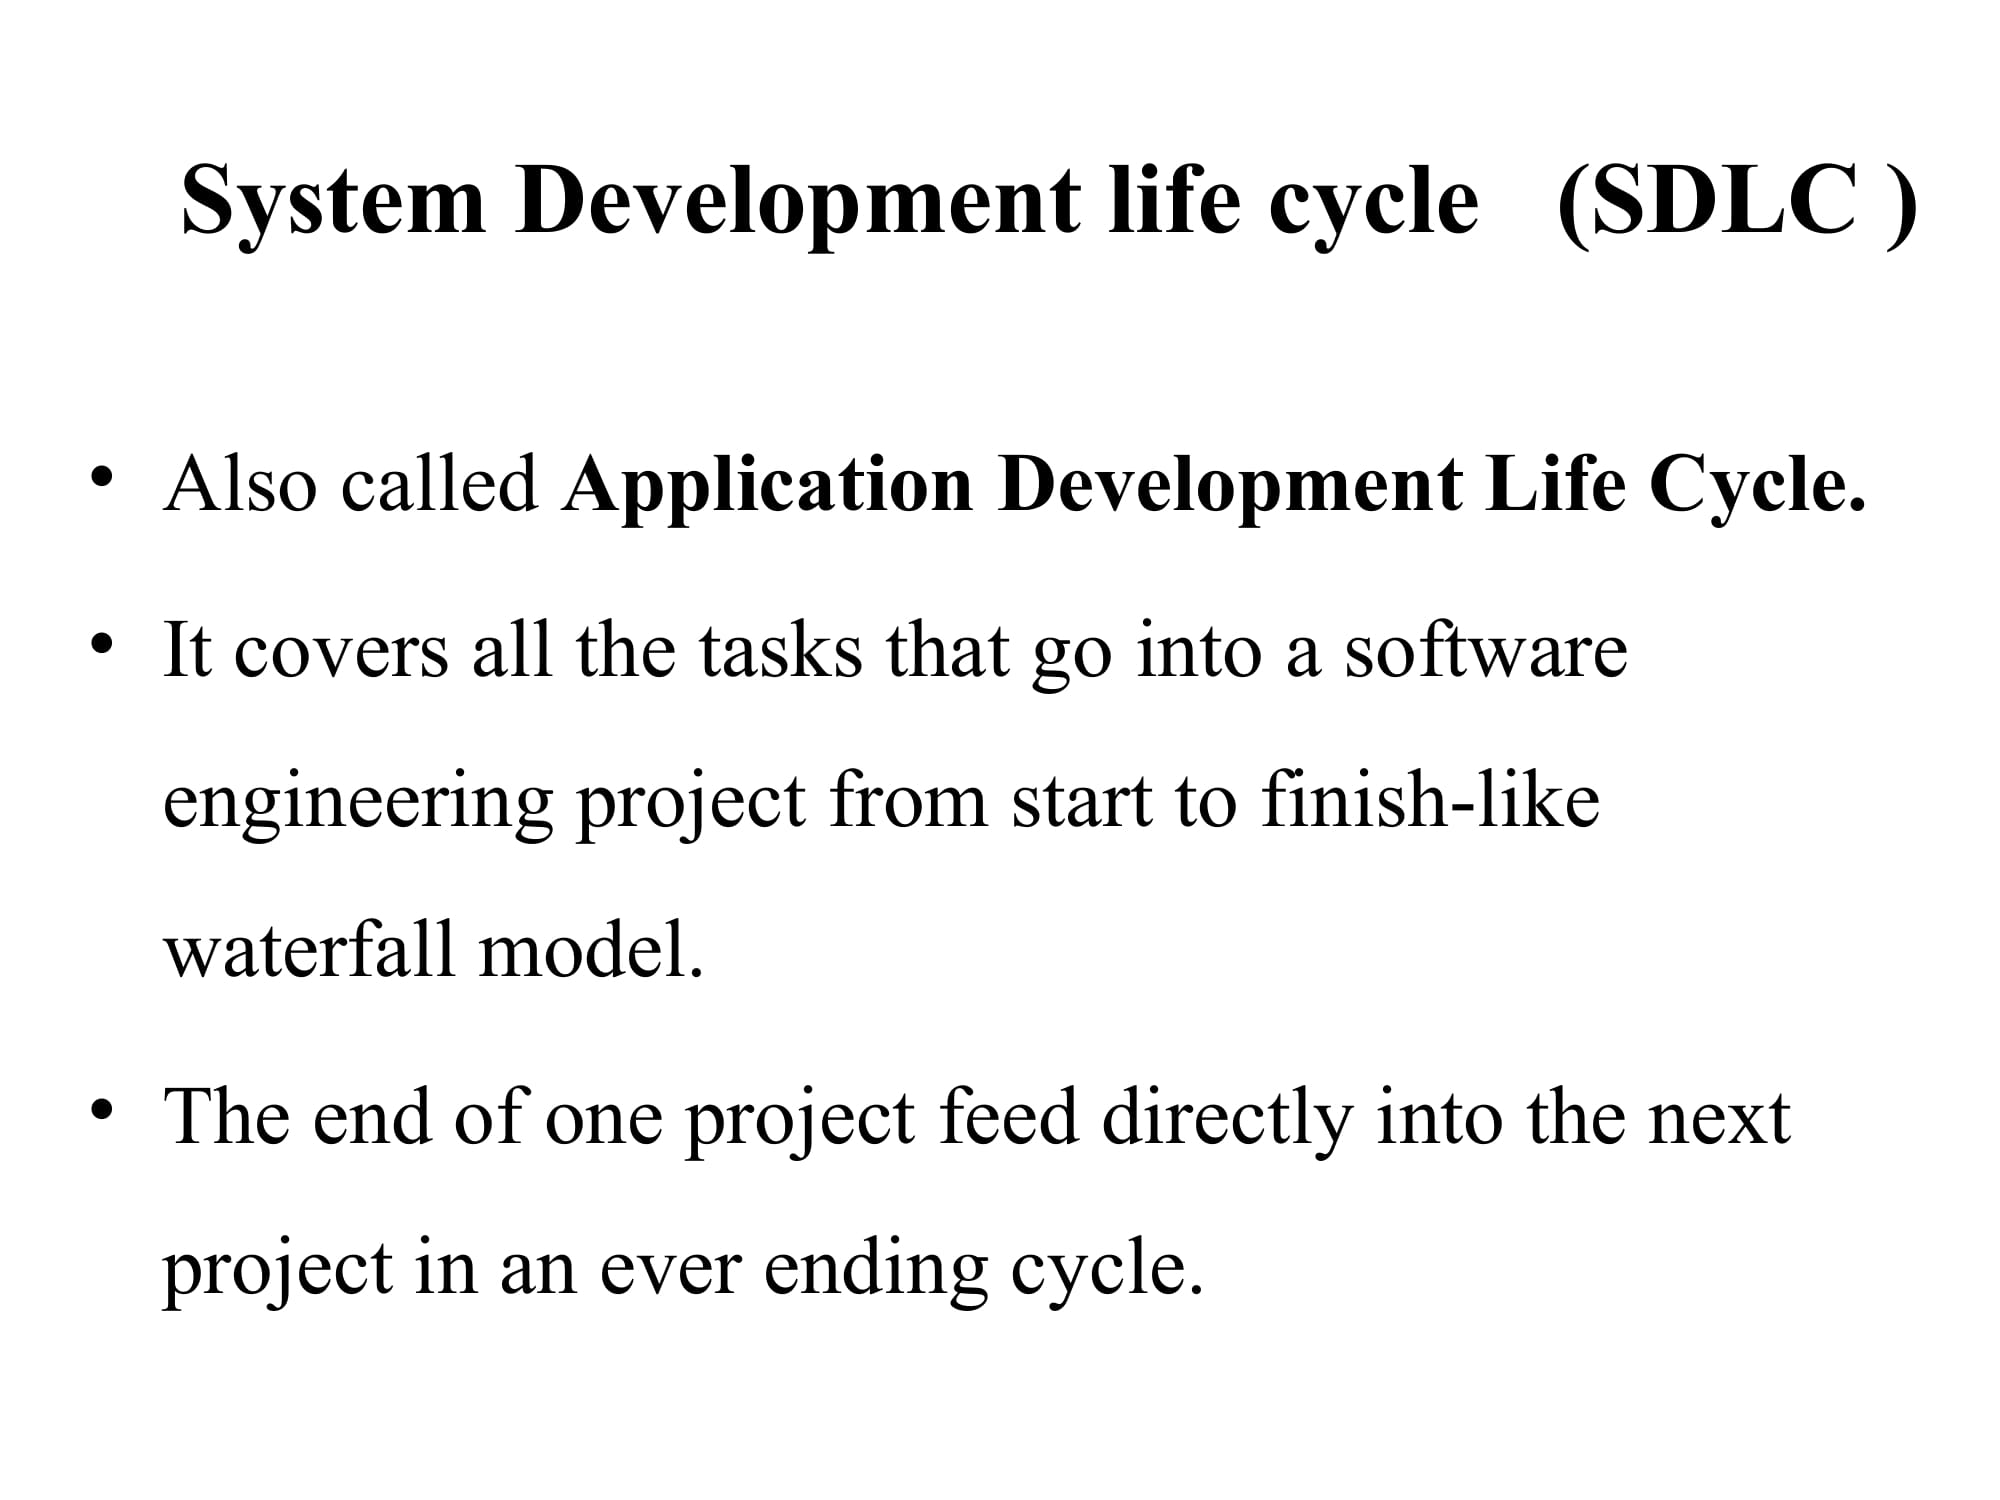 System Development life cycle (SDLC )
• Also called Application Development Life Cycle.
• It covers all the tasks that go into a software
engineering project from start to finish-like
waterfall model.
• The end of one project feed directly into the next
project in an ever ending cycle.